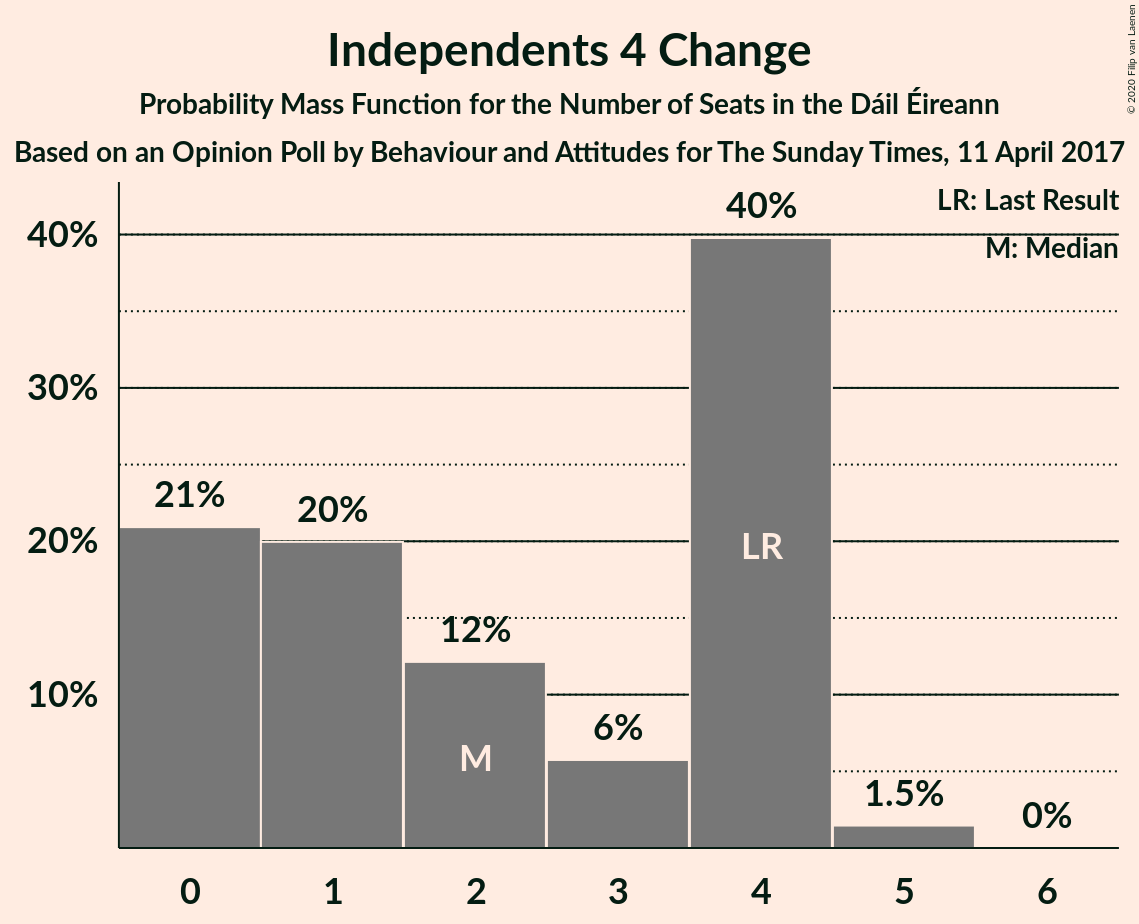 Independents 4 Change
Probability Mass Function for the Number of Seats in the Dáil Éireann
Based on an Opinion Poll by Behaviour and Attitudes for The Sunday Times, 11 April 2017
© 2020 Filip van Laenen
LR: Last Result
M: Median
40%
30%
20%
10%
21%
20%
12%
6%
40%
1.5%
0%
M
LR
0 1 2 3 4 5 6